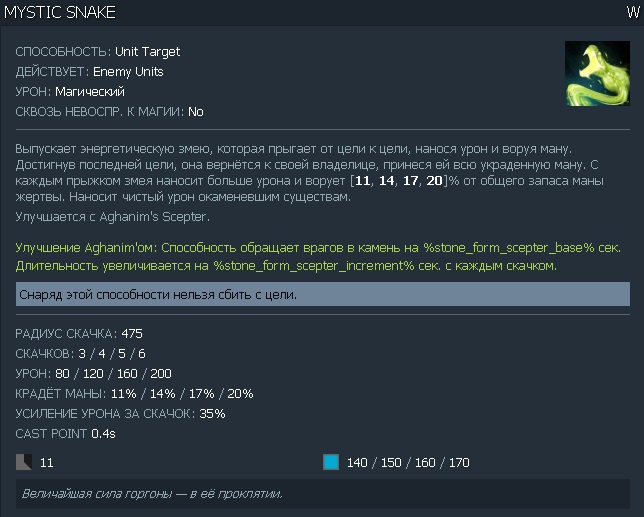 MYSTIC SNAKE W
СПОСОБНОСТЬ: Unit Target
ДЕЙСТВУЕТ: Enemy Units
УРОН: Магический
СКВОЗЬ НЕВОСПР. К МАГИИ: No
Выпускает энергетическую змею, которая прыгает от цели к цели, нанося урон и воруя ману.
Достигнув последней цели, она вернётся к своей владелице, принеся ей всю украденную ману. С
каждым прыжком змея наносит больше урона и ворует [11, 14, 17, 20]% от общего запаса маны
жертвы. Наносит чистый урон окаменевшим существам.
Улучшается с Aghanim's Scepter.
Улучшение Aghanim'ом: Способность обращает врагов в камень на %stone_form_scepter_base% сек.
Длительность увеличивается на %stone_form_scepter_increment% сек. с каждым скачком.
Снаряд этой способности нельзя сбить с цели.
РАДИУС СКАЧКА: 475
СКАЧКОВ: 3 / 4 / 5 / 6
УРОН: 80 / 120 / 160 / 200
КРАДЁТ МАНЫ: 11% / 14% / 17% / 20%
УСИЛЕНИЕ УРОНА ЗА СКАЧОК: 35%
CAST POINT 0.4s
11 140 / 150 / 160 / 170
Величайшая сила горгоны — в её проклятии.